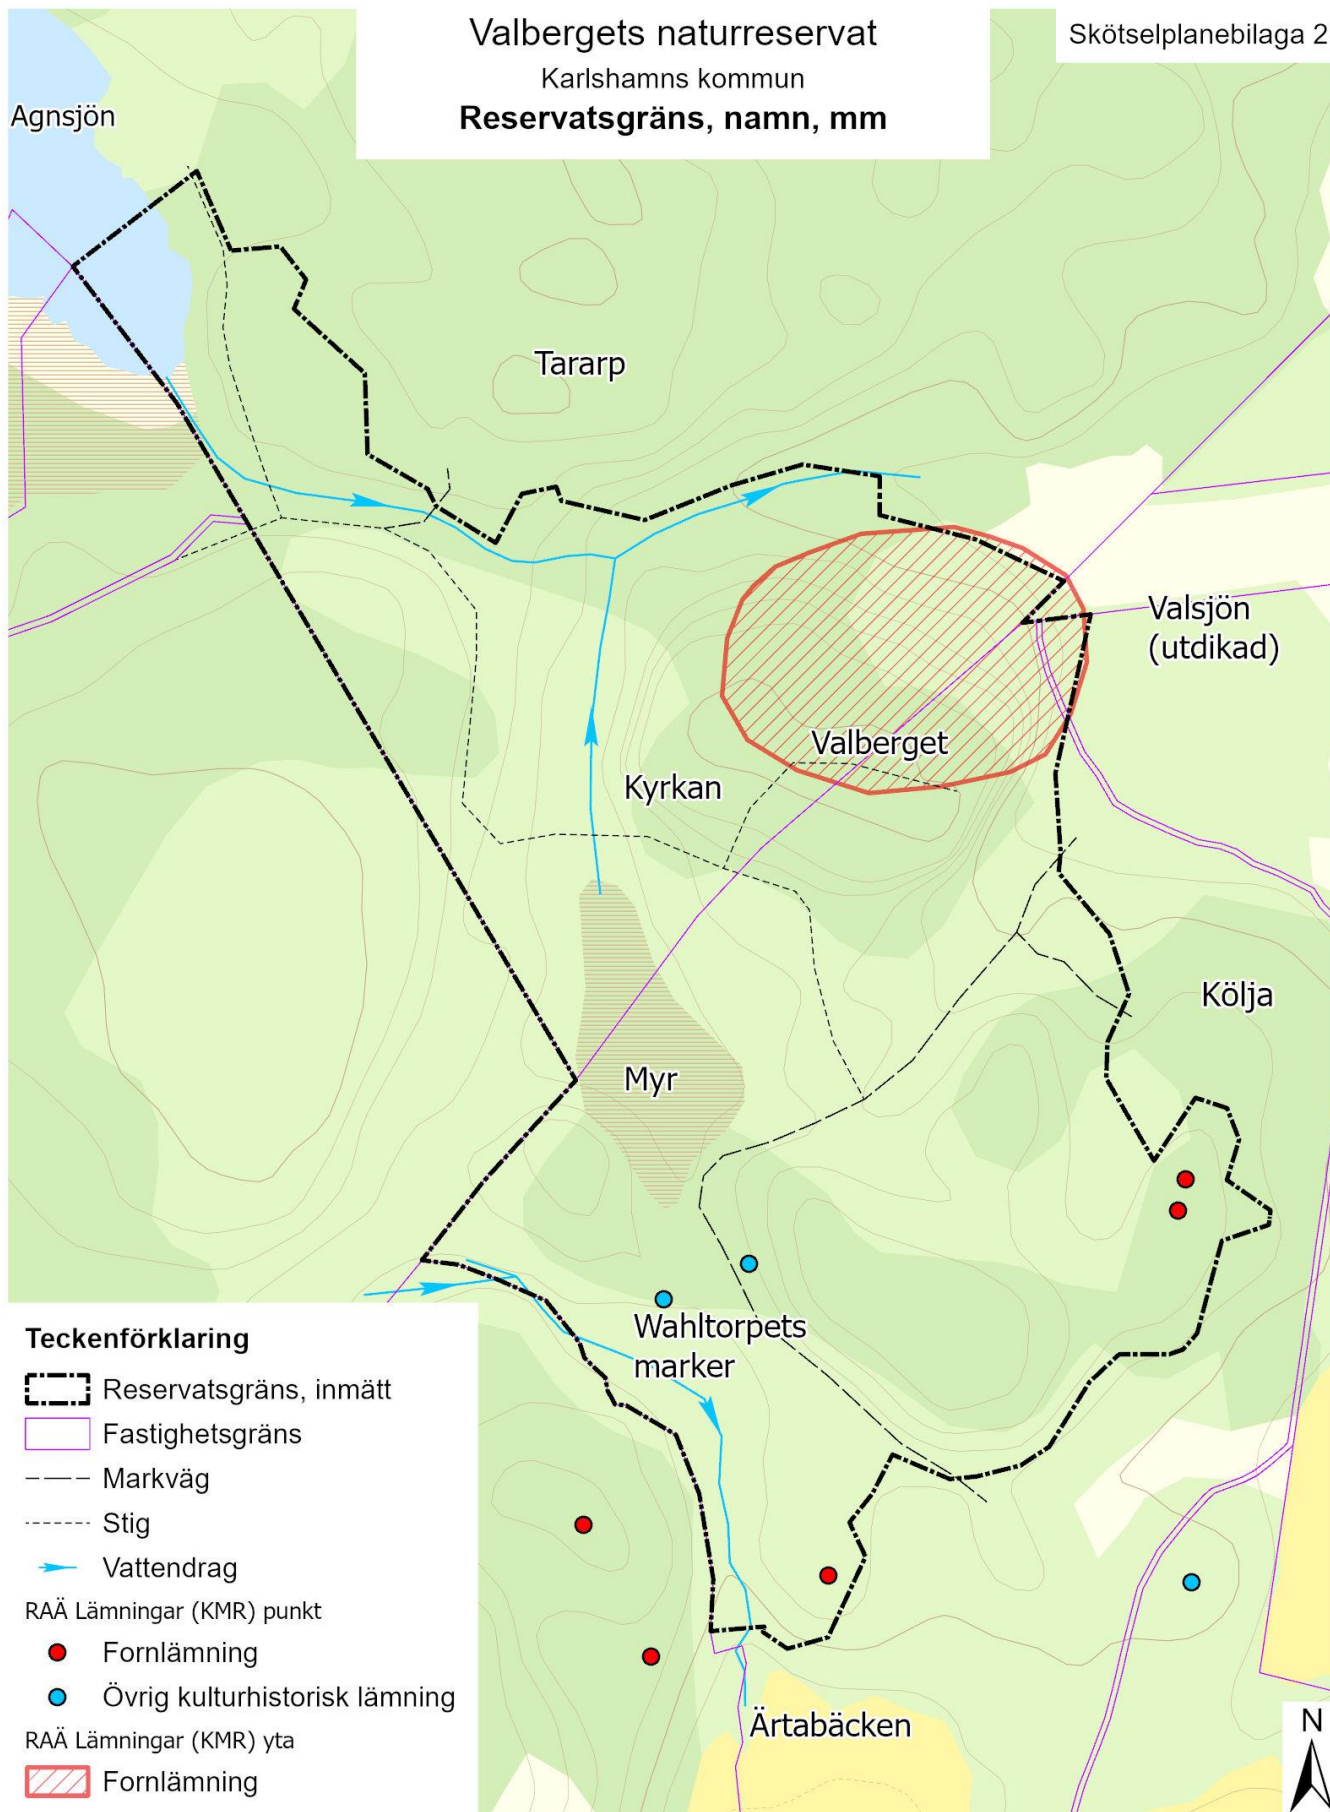 Valbergets naturreservat
Karlshamns kommun
Reservatsgräns, namn, mm
Skötselplanebilaga 2
Agnsjön
Tararp
Valsjön
(utdikad)
Valberget
Kyrkan
Kölja
Myr
Wahltorpets
marker
Ärtabäcken
Teckenförklaring
Reservatsgräns, inmätt
Fastighetsgräns
Markväg
Stig
Vattendrag
RAÄ Lämningar (KMR) punkt
Fornlämning
Övrig kulturhistorisk lämning
RAÄ Lämningar (KMR) yta
Fornlämning
N